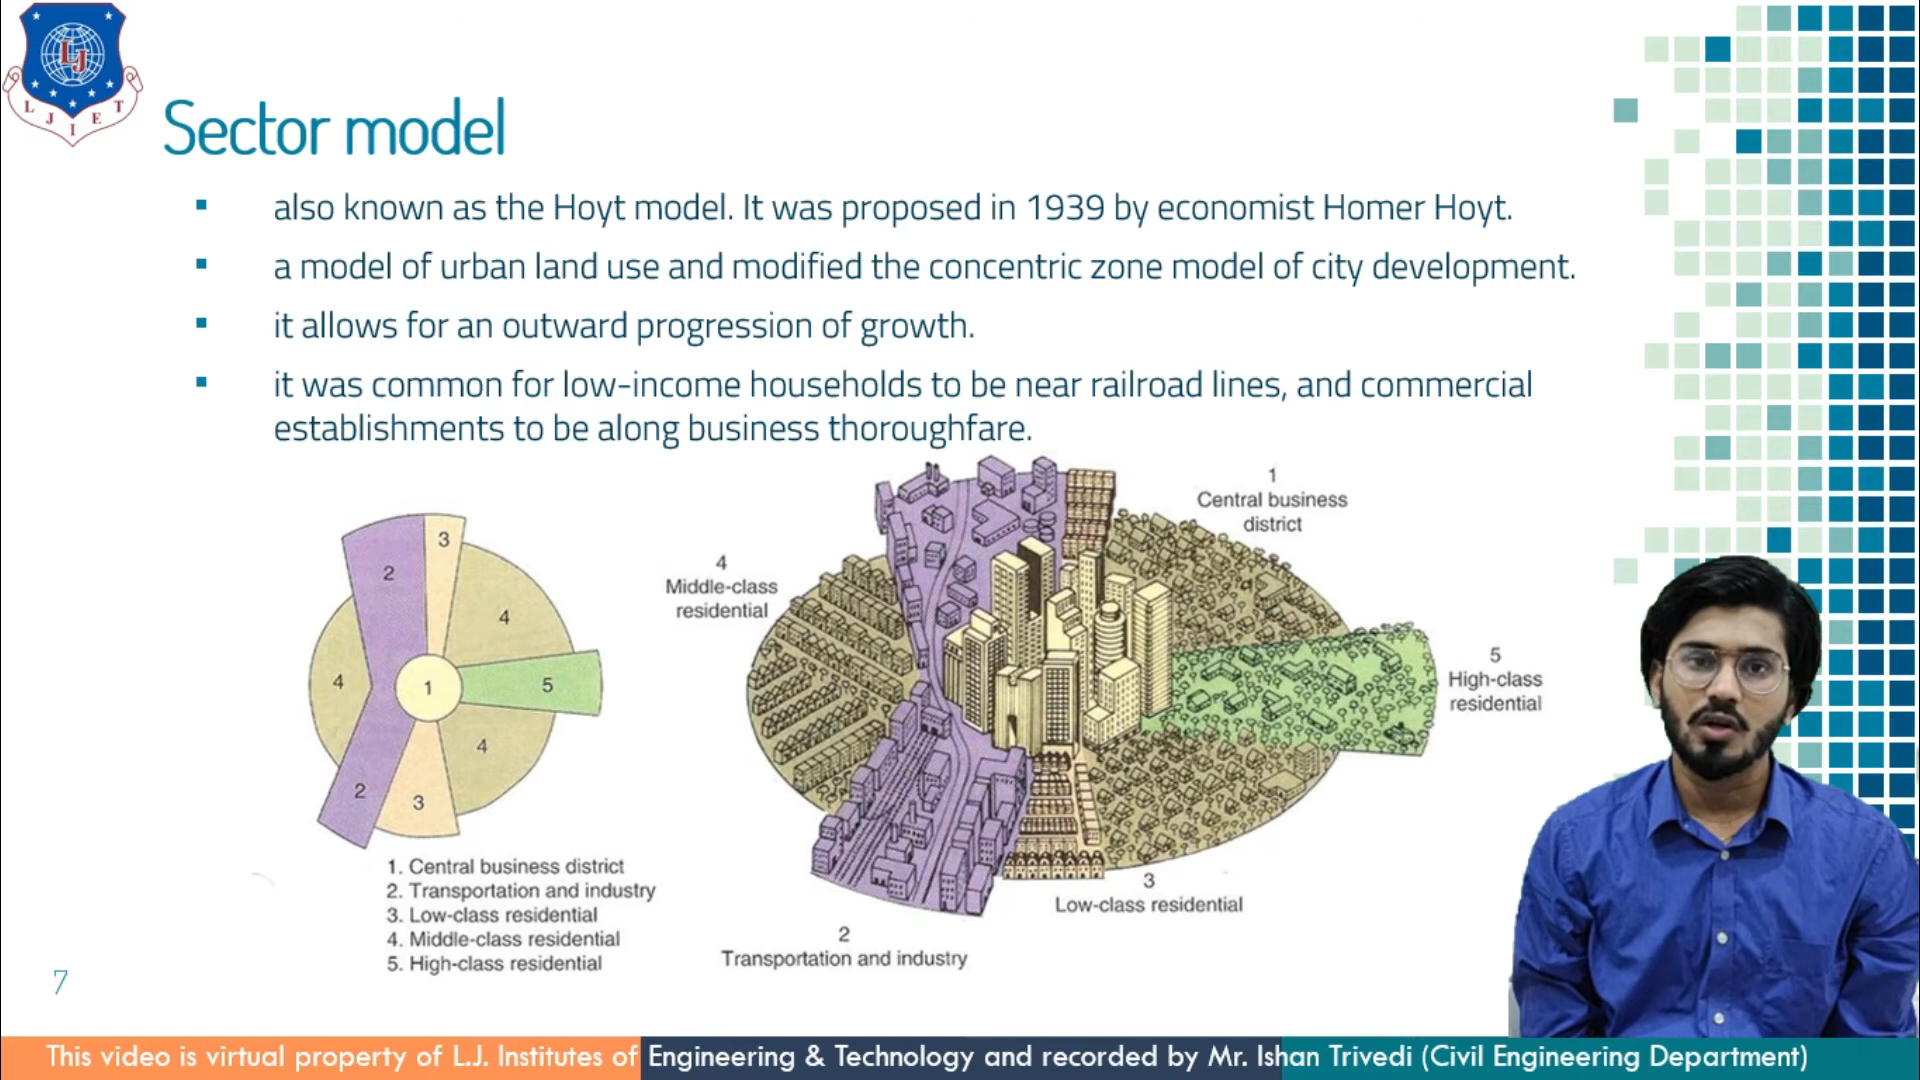 L J I E T
LJ
Sector model
▪ also known as the Hoyt model. It was proposed in 1939 by economist Homer Hoyt.
▪ a model of urban land use and modified the concentric zone model of city development.
▪ it allows for an outward progression of growth.
▪ it was common for low-income households to be near railroad lines, and commercial
establishments to be along business thoroughfare.
3
2
4
4
1
5
4
2
3
1. Central business district
2. Transportation and industry
3. Low-class residential
4. Middle-class residential
5. High-class residential
1
Central business
district
4
Middle-class
residential
5
High-class
residential
3
Low-class residential
2
Transportation and industry
7
This video is virtual property of L.J. Institutes of Engineering & Technology and recorded by Mr. Ishan Trivedi (Civil Engineering Department)